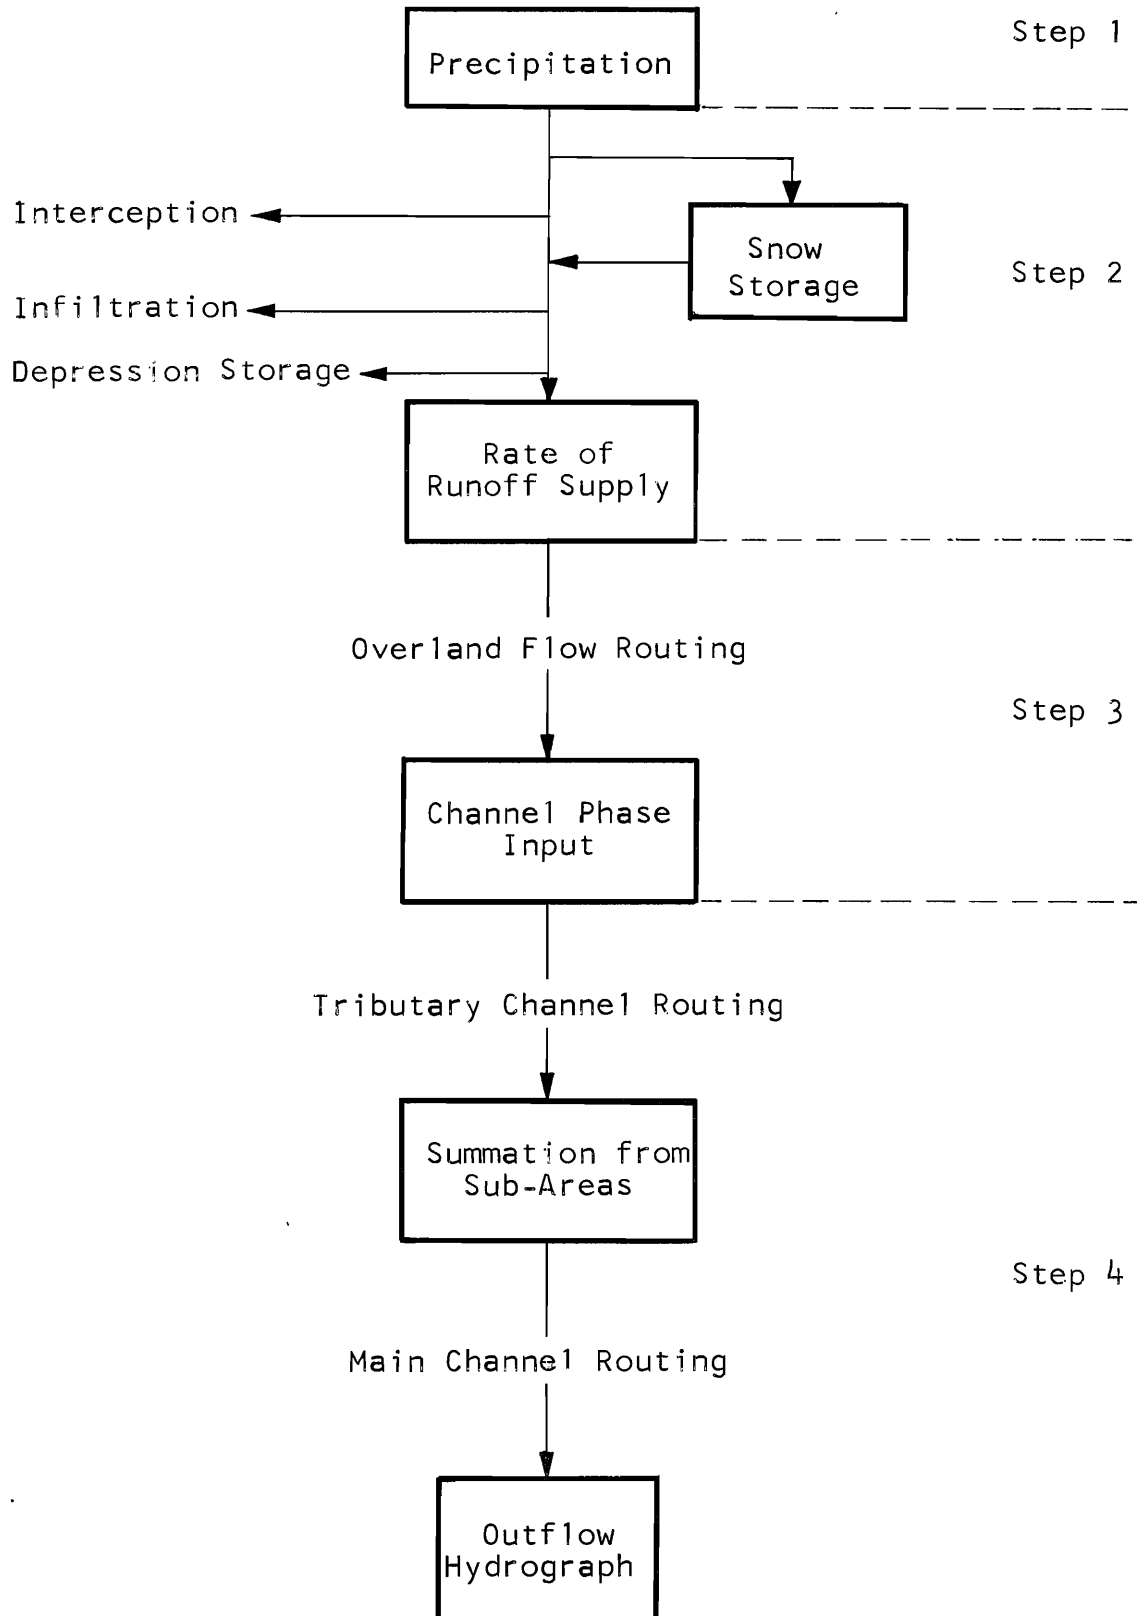 Step 1
Precipitation
Interception
Snow
Storage
Step 2
Infiltration
Depression Storage
Rate of
Runoff Supply
Overland Flow Routing
Step 3
Channel Phase
Input
Tributary Channel Routing
Summation from
Sub-Areas
Step 4
Main Channel Routing
Outflow
Hydrograph